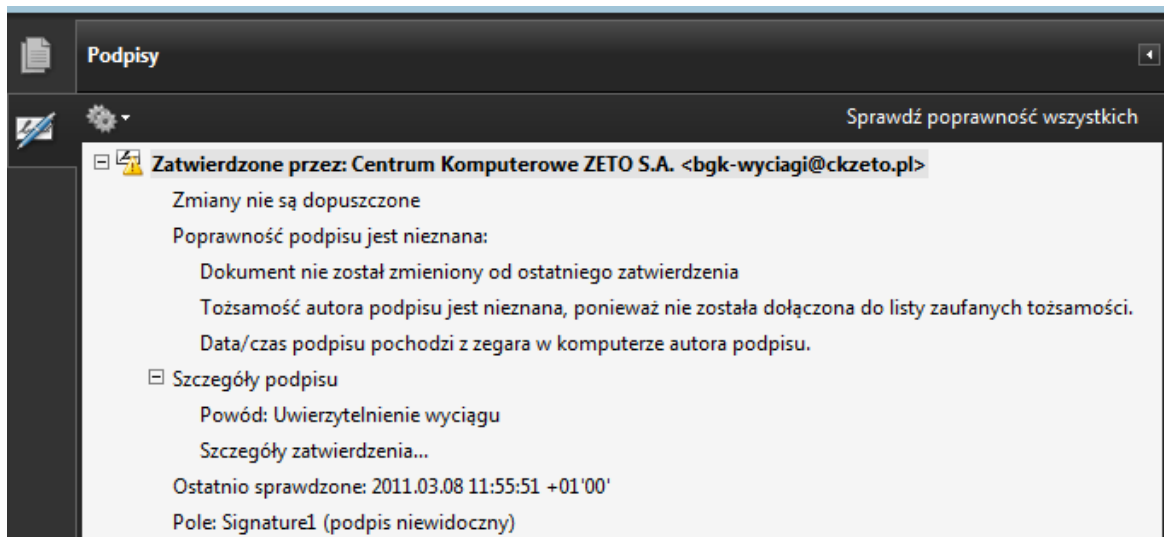 Podpisy
Sprawdź poprawność wszystkich
Zatwierdzone przez: Centrum Komputerowe ZETO S.A. <bgk-wyciagi@ckzeto.pl>
Zmiany nie są dopuszczone
Poprawność podpisu jest nieznana:
Dokument nie został zmieniony od ostatniego zatwierdzenia
Tożsamość autora podpisu jest nieznana, ponieważ nie została dołączona do listy zaufanych tożsamości.
Data/czas podpisu pochodzi z zegara w komputerze autora podpisu.
Szczegóły podpisu
Powód: Uwierzytelnienie wyciągu
Szczegóły zatwierdzenia...
Ostatnio sprawdzone: 2011.03.08 11:55:51 +01'00'
Pole: Signature1 (podpis niewidoczny)